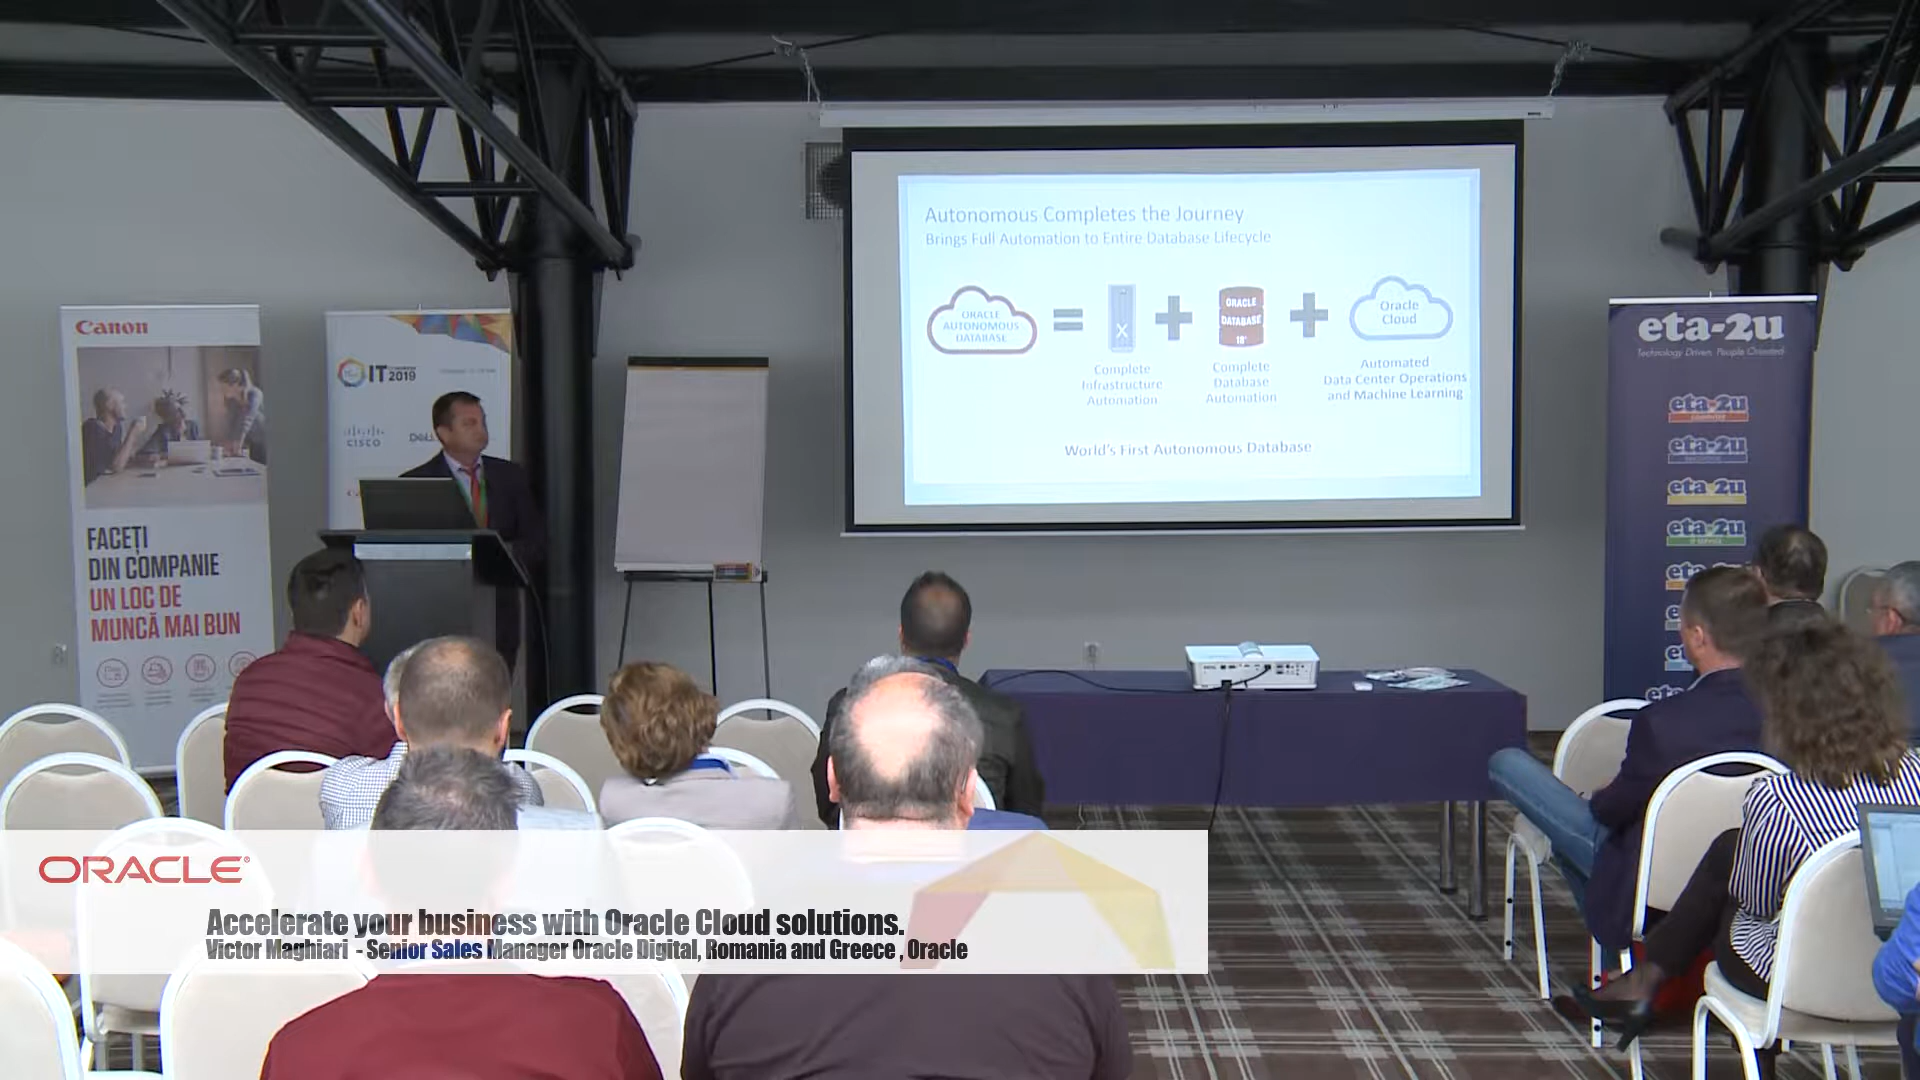 Autonomous Completes the Journey
Brings Full Automation to Entire Database Lifecycle
ORACLE
AUTONOMOUS
DATABASE
X
ORACLE
DATABASE
18c
Oracle
Cloud
Complete
Infrastructure
Automation
Complete
Database
Automation
Automated
Data Center Operations
and Machine Learning
World's First Autonomous Database
Canon
FACEȚI
DIN COMPANIE
UN LOC DE
MUNCĂ MAI BUN
IT
2019
CISCO
eta-2u
Technology Driven, People Oriented
eta-2u
eta-2u
eta-2u
eta-2u
IT SERVICE
ORACLE®
Accelerate your business with Oracle Cloud solutions.
Victor Maghiari - Senior Sales Manager Oracle Digital, Romania and Greece , Oracle